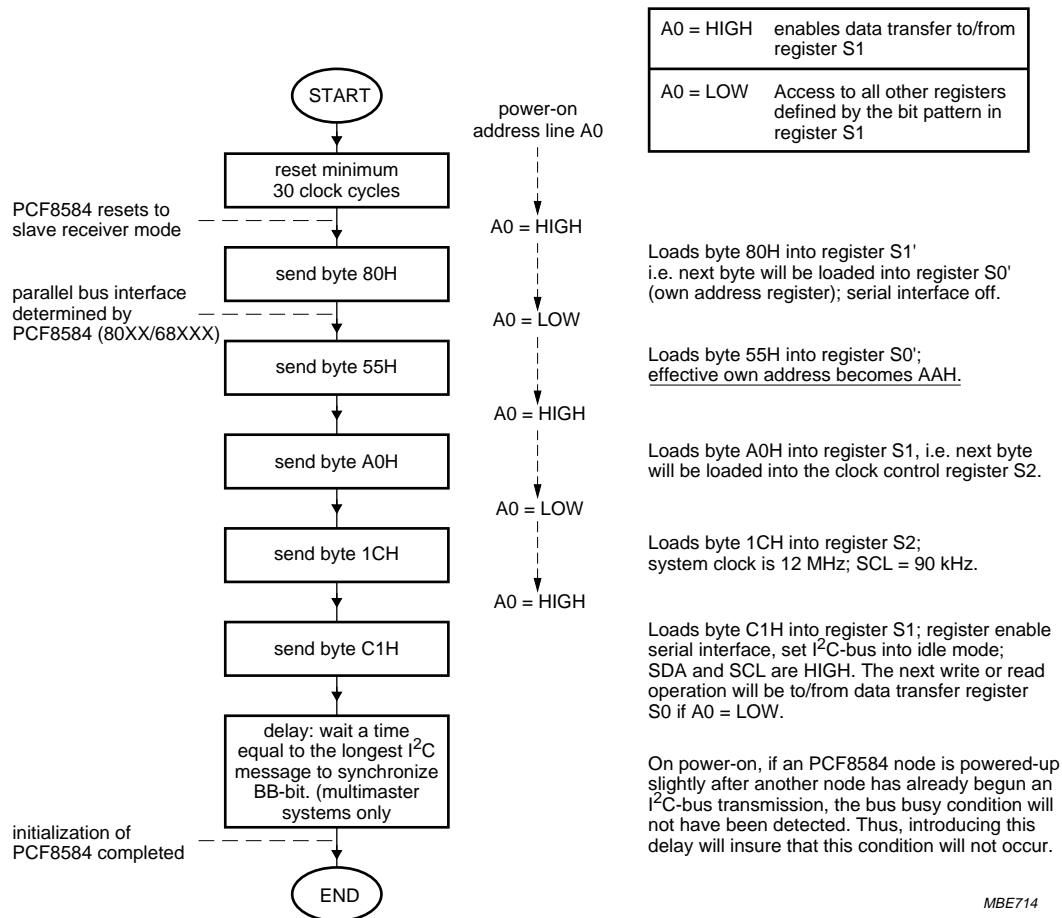 START
reset minimum
30 clock cycles
PCF8584 resets to
slave receiver mode
send byte 80H
parallel bus interface
determined by
PCF8584 (80XX/68XXX)
send byte 55H
send byte A0H
send byte 1CH
send byte C1H
delay: wait a time
equal to the longest I²C
message to synchronize
BB-bit. (multimaster
systems only
initialization of
PCF8584 completed
END
power-on
address line A0
A0 = HIGH
A0 = LOW
A0 = HIGH
A0 = LOW
A0 = HIGH
A0 = HIGH enables data transfer to/from
register S1
A0 = LOW Access to all other registers
defined by the bit pattern in
register S1
Loads byte 80H into register S1'
i.e. next byte will be loaded into register S0'
(own address register); serial interface off.
Loads byte 55H into register S0';
effective own address becomes AAH.
Loads byte A0H into register S1, i.e. next byte
will be loaded into the clock control register S2.
Loads byte 1CH into register S2;
system clock is 12 MHz; SCL = 90 kHz.
Loads byte C1H into register S1; register enable
serial interface, set I²C-bus into idle mode;
SDA and SCL are HIGH. The next write or read
operation will be to/from data transfer register
S0 if A0 = LOW.
On power-on, if an PCF8584 node is powered-up
slightly after another node has already begun an
I²C-bus transmission, the bus busy condition will
not have been detected. Thus, introducing this
delay will insure that this condition will not occur.
MBE714